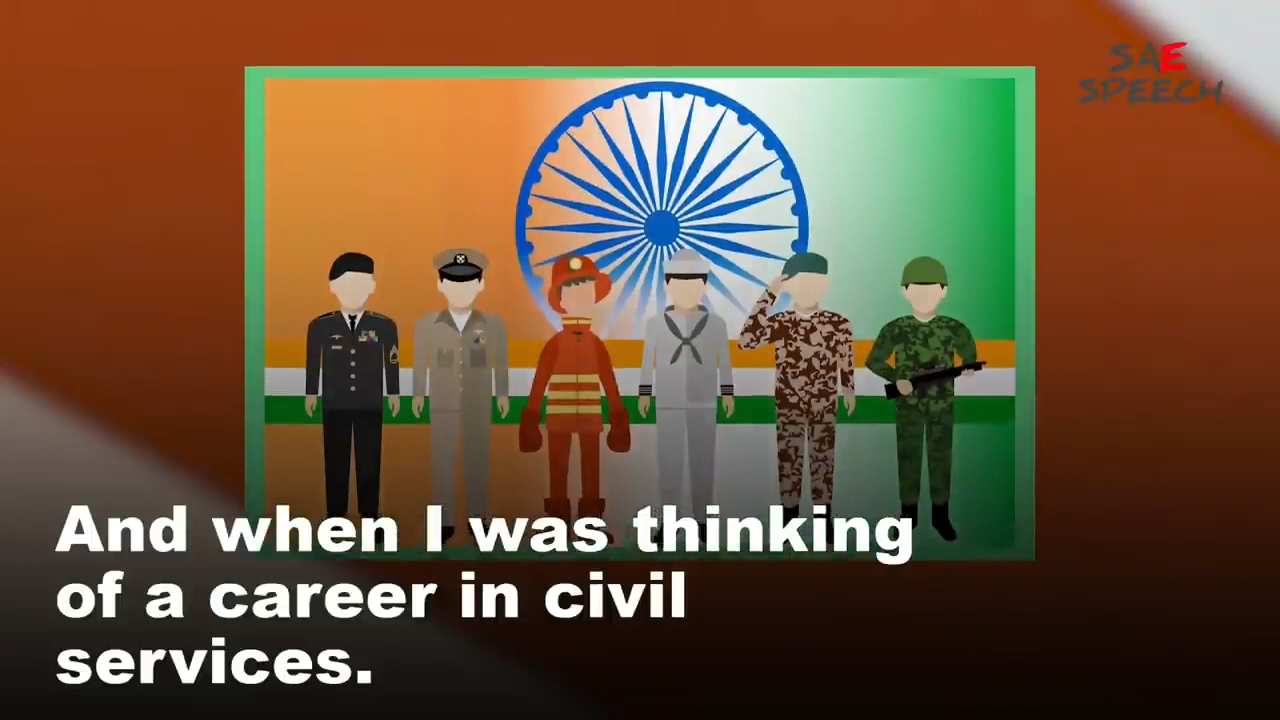 SAE
SPEECH
And when I was thinking
of a career in civil
services.